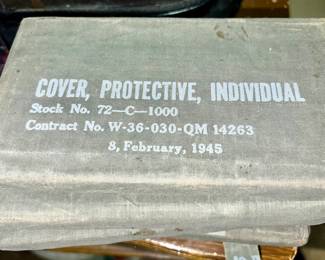 COVER, PROTECTIVE, INDIVIDUAL
Stock No. 72—C—1000
Contract No. W-36-030-QM 14263
8, February, 1945